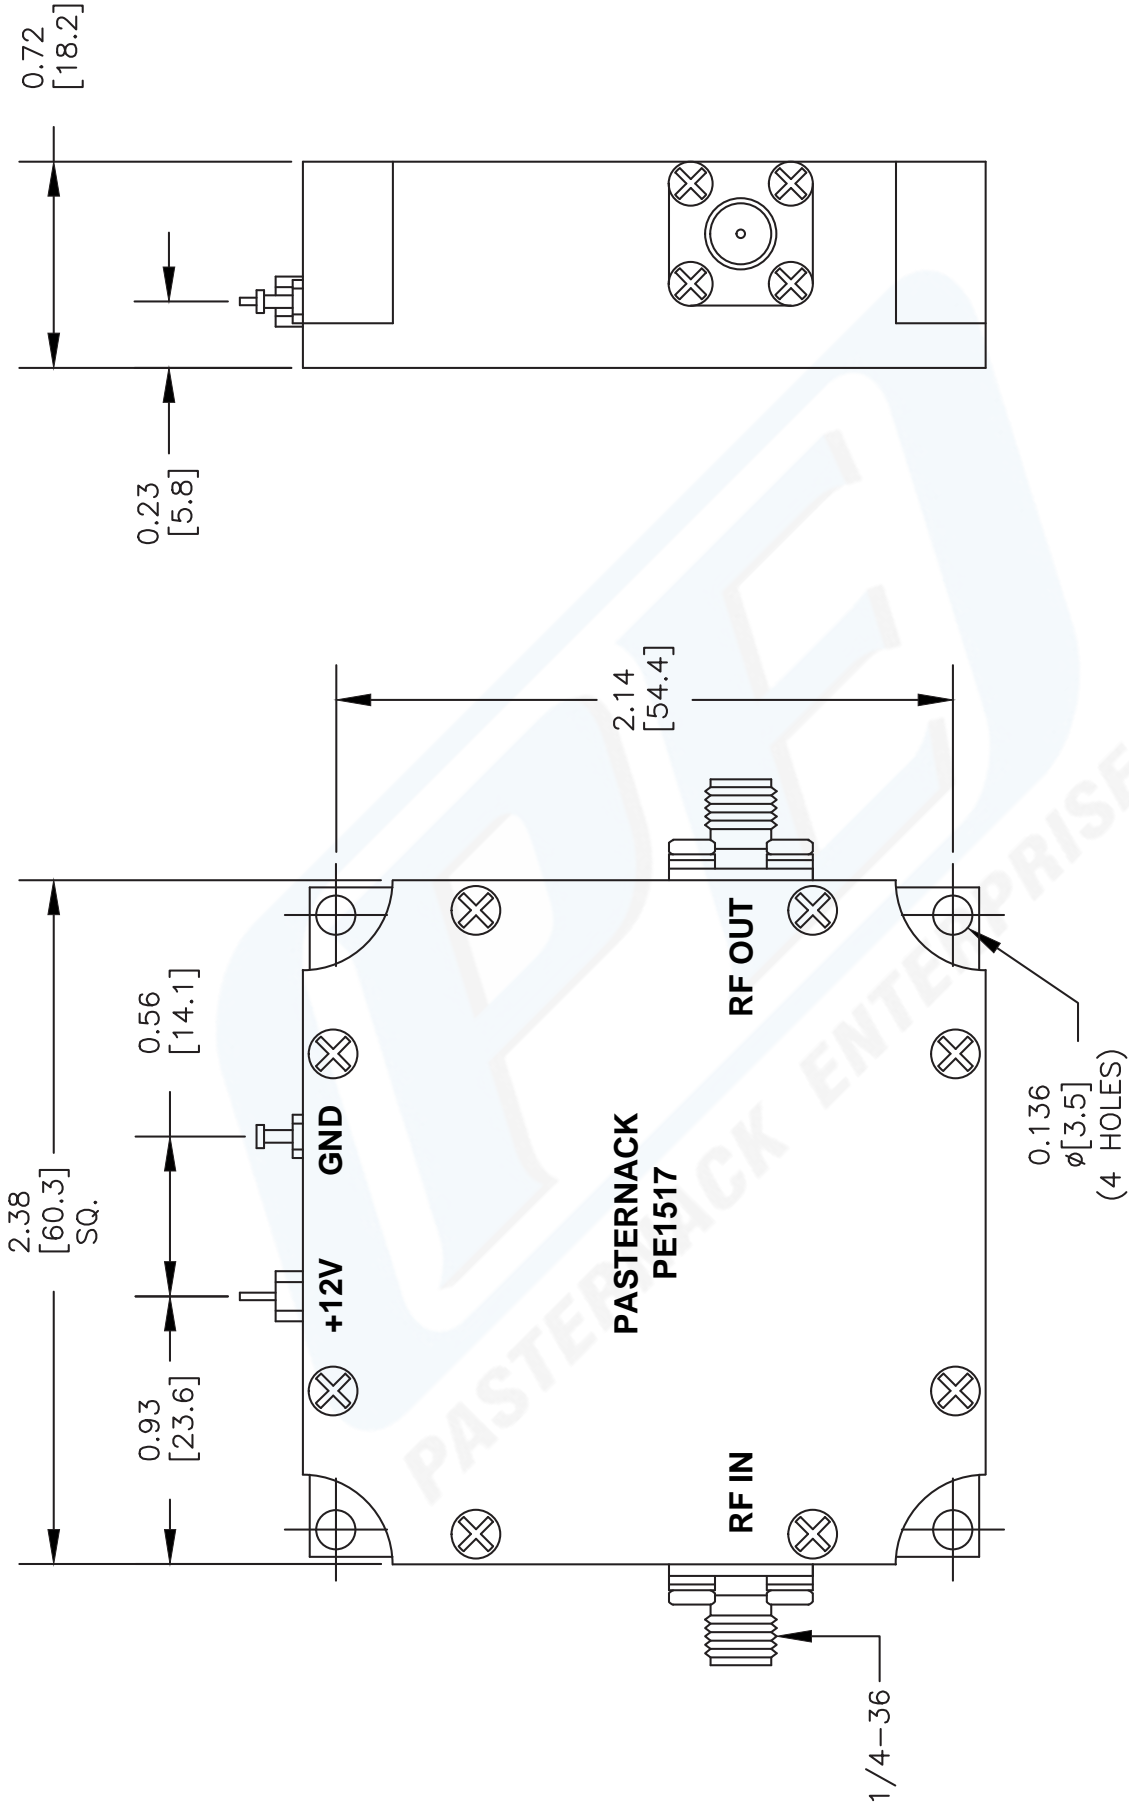 2.38
[60.3]
SQ.
0.93
[23.6]
0.56
[14.1]
0.23
[5.8]
0.72
[18.2]
+12V
GND
PASTERNACK
PE1517
RF IN
RF OUT
2.14
[54.4]
1/4-36
0.136
ø[3.5]
(4 HOLES)
PEI
PASTERNACK ENTERPRISE